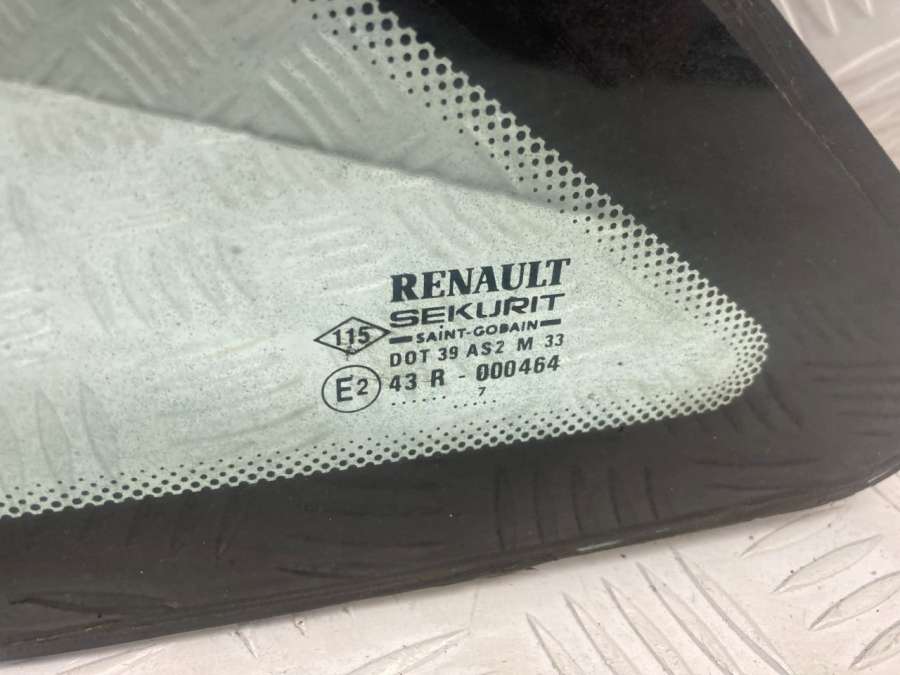 RENAULT
SEKURIT
SAINT-GOBAIN
115
DOT 39 AS2 M 33
E2
43 R - 000464
...... ....
7